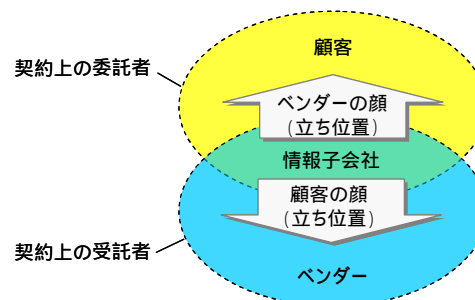 顧客
契約上の委託者
ベンダーの顔
(立ち位置)
情報子会社
顧客の顔
(立ち位置)
契約上の受託者
ベンダー